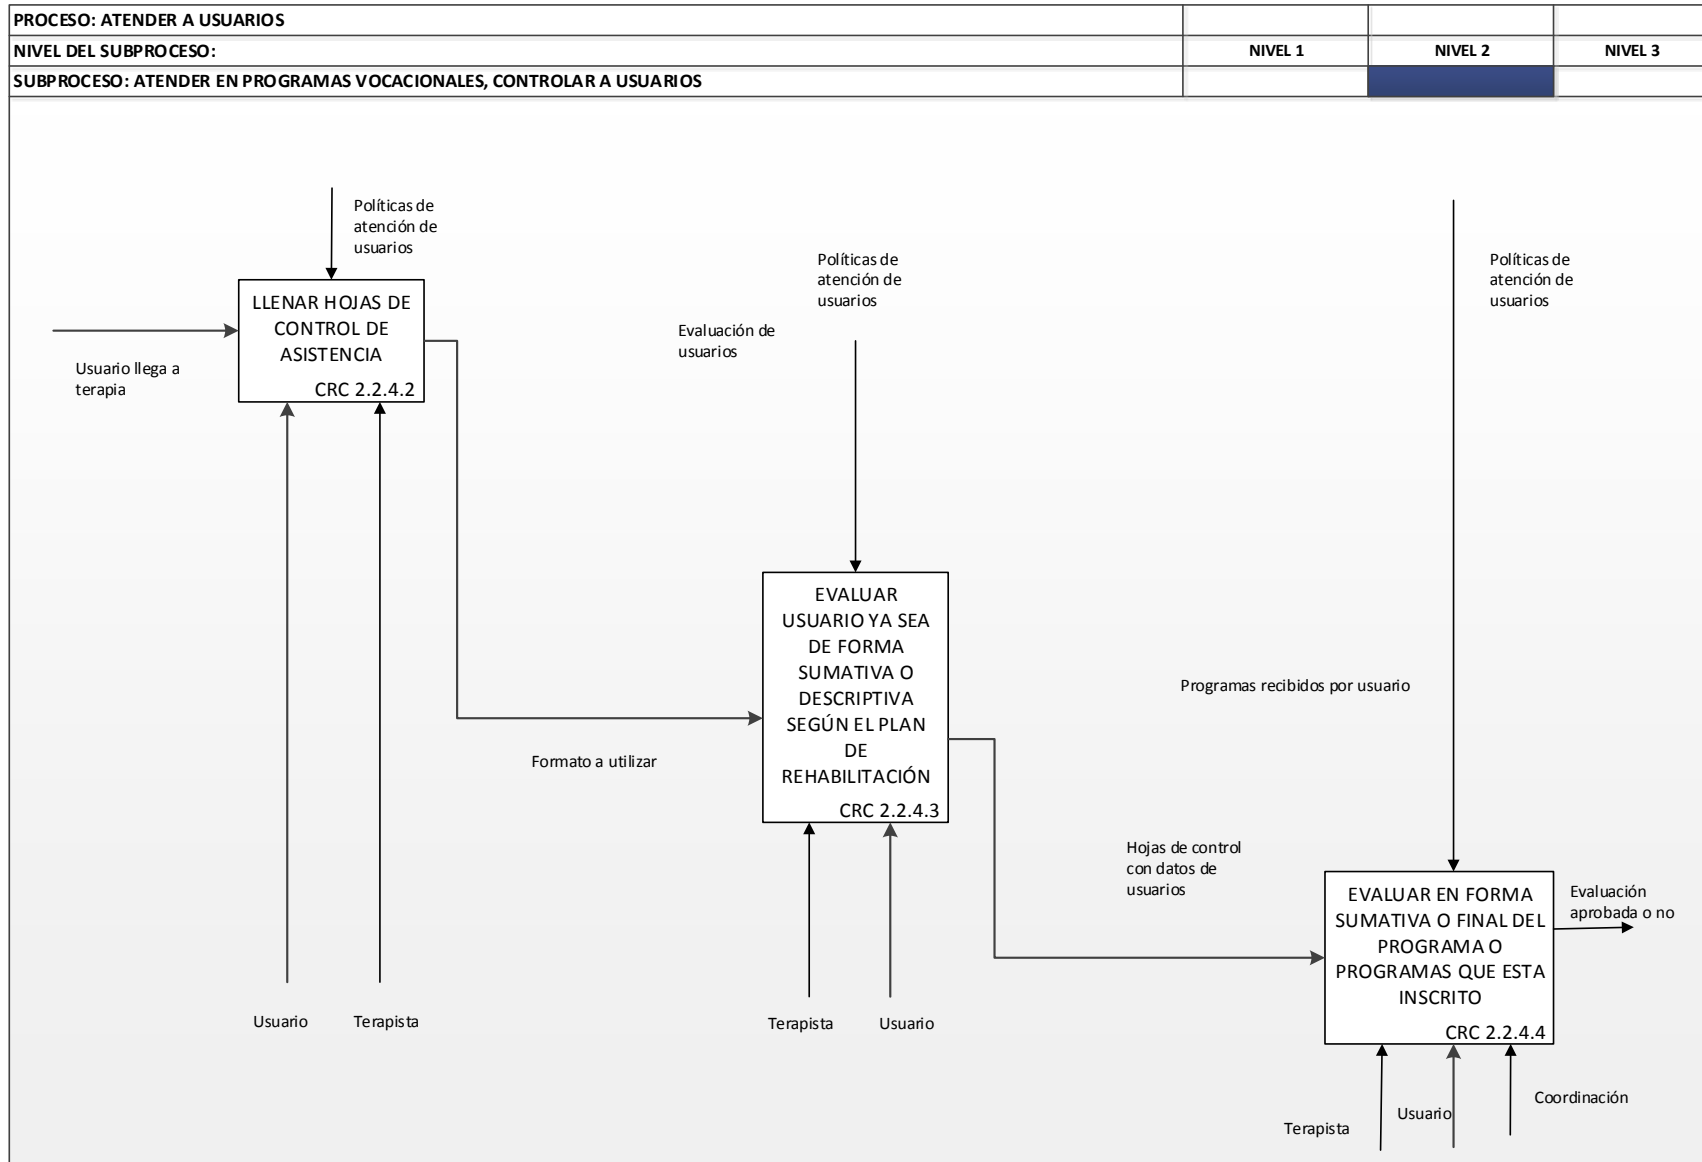 PROCESO: ATENDER A USUARIOS
NIVEL DEL SUBPROCESO: NIVEL 1 NIVEL 2 NIVEL 3
SUBPROCESO: ATENDER EN PROGRAMAS VOCACIONALES, CONTROLAR A USUARIOS
Políticas de
atención de
usuarios
LLENAR HOJAS DE
CONTROL DE
ASISTENCIA
CRC 2.2.4.2
Usuario llega a
terapia
Usuario
Terapista
Formato a utilizar
Evaluación de
usuarios
Políticas de
atención de
usuarios
EVALUAR
USUARIO YA SEA
DE FORMA
SUMATIVA O
DESCRIPTIVA
SEGÚN EL PLAN
DE
REHABILITACIÓN
CRC 2.2.4.3
Terapista
Usuario
Hojas de control
con datos de
usuarios
Programas recibidos por usuario
Políticas de
atención de
usuarios
EVALUAR EN FORMA
SUMATIVA O FINAL DEL
PROGRAMA O
PROGRAMAS QUE ESTA
INSCRITO
CRC 2.2.4.4
Evaluación
aprobada o no
Terapista
Usuario
Coordinación